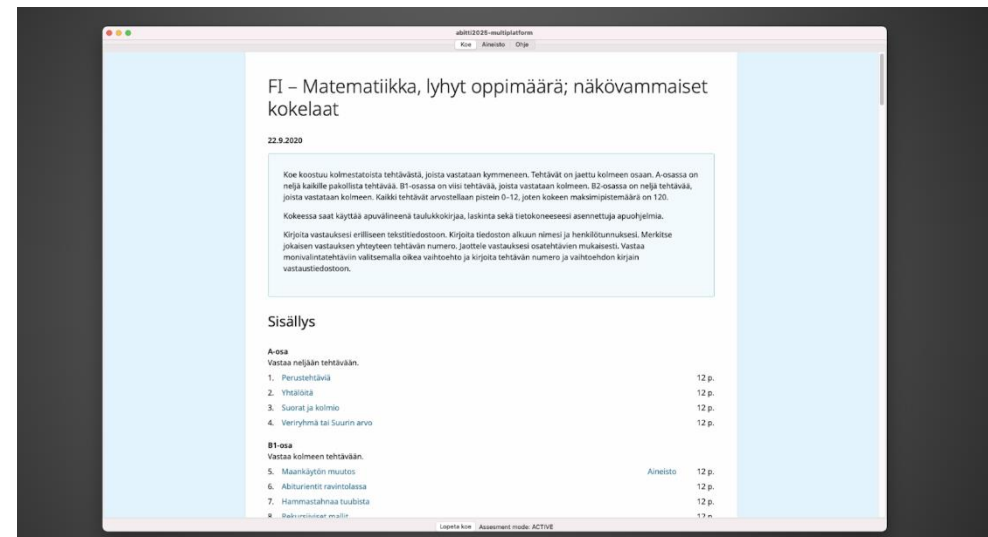 abitti2025-multiplatform
Koe Aineisto Ohje
FI – Matematiikka, lyhyt oppimäärä; näkövammaiset
kokelaat
22.9.2020
Koe koostuu kolmestatoista tehtävästä, joista vastataan kymmeneen. Tehtävät on jaettu kolmeen osaan. A-osassa on
neljä kaikille pakollista tehtävää. B1-osassa on viisi tehtävää, joista vastataan kolmeen. B2-osassa on neljä tehtävää,
joista vastataan kolmeen. Kaikki tehtävät arvostellaan pistein 0–12, joten kokeen maksimipistemäärä on 120.
Kokeessa saat käyttää apuvälineenä taulukkokirjaa, laskinta sekä tietokoneeseesi asennettuja apuohjelmia.
Kirjoita vastauksesi erilliseen tekstitiedostoon. Kirjoita tiedoston alkuun nimesi ja henkilötunnuksesi. Merkitse
jokaisen vastauksen yhteyteen tehtävän numero. Jaottele vastauksesi osatehtävien mukaisesti. Vastaa
monivalintatehtäviin valitsemalla oikea vaihtoehto ja kirjoita tehtävän numero ja vaihtoehdon kirjain
vastaustiedostoon.
Sisällys
A-osa
Vastaa neljään tehtävään.
1. Perustehtäviä 12 p.
2. Yhtälöitä 12 p.
3. Suorat ja kolmio 12 p.
4. Veriryhmä tai Suurin arvo 12 p.
B1-osa
Vastaa kolmeen tehtävään.
5. Maankäytön muutos Aineisto 12 p.
6. Abiturientit ravintolassa 12 p.
7. Hammastahnaa tuubista 12 p.
8. Rekursiiviset mallit 12 p.
Lopeta koe Assesment mode: ACTIVE